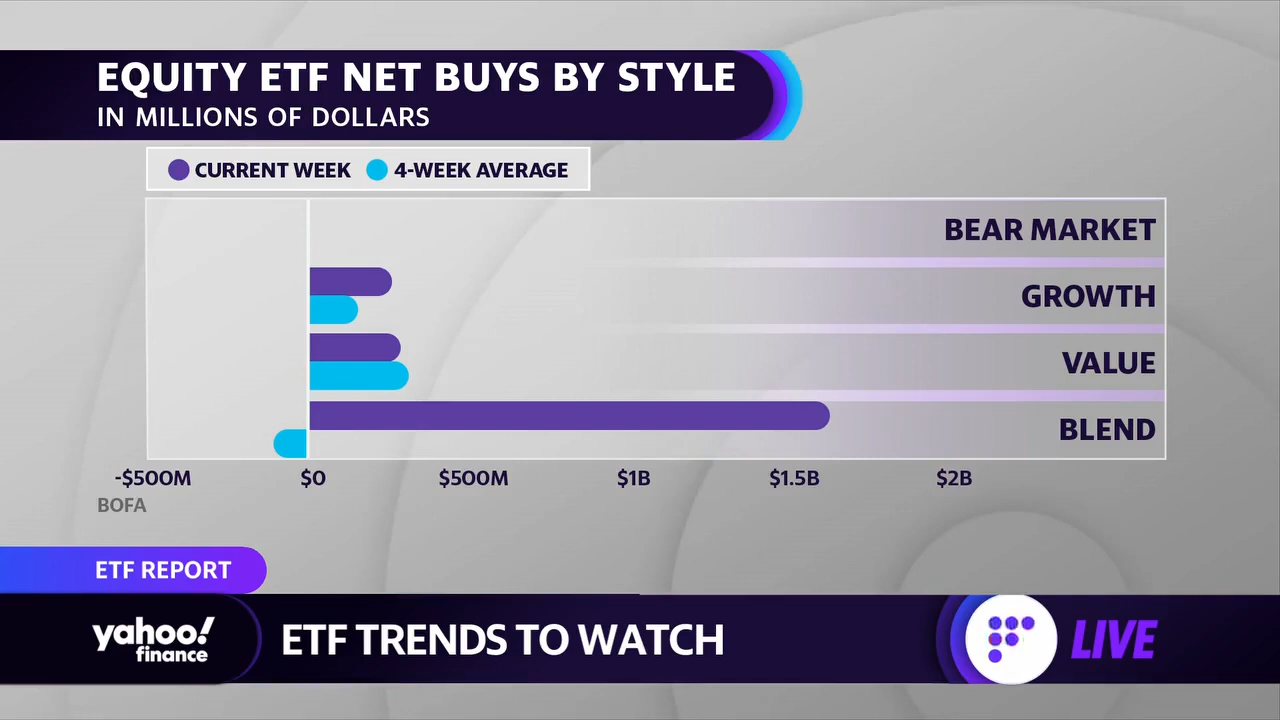 EQUITY ETF NET BUYS BY STYLE
IN MILLIONS OF DOLLARS
CURRENT WEEK 4-WEEK AVERAGE
BEAR MARKET
GROWTH
VALUE
BLEND
-$500M $0 $500M $1B $1.5B $2B
BOFA
ETF REPORT
yahoo!
finance
ETF TRENDS TO WATCH
LIVE